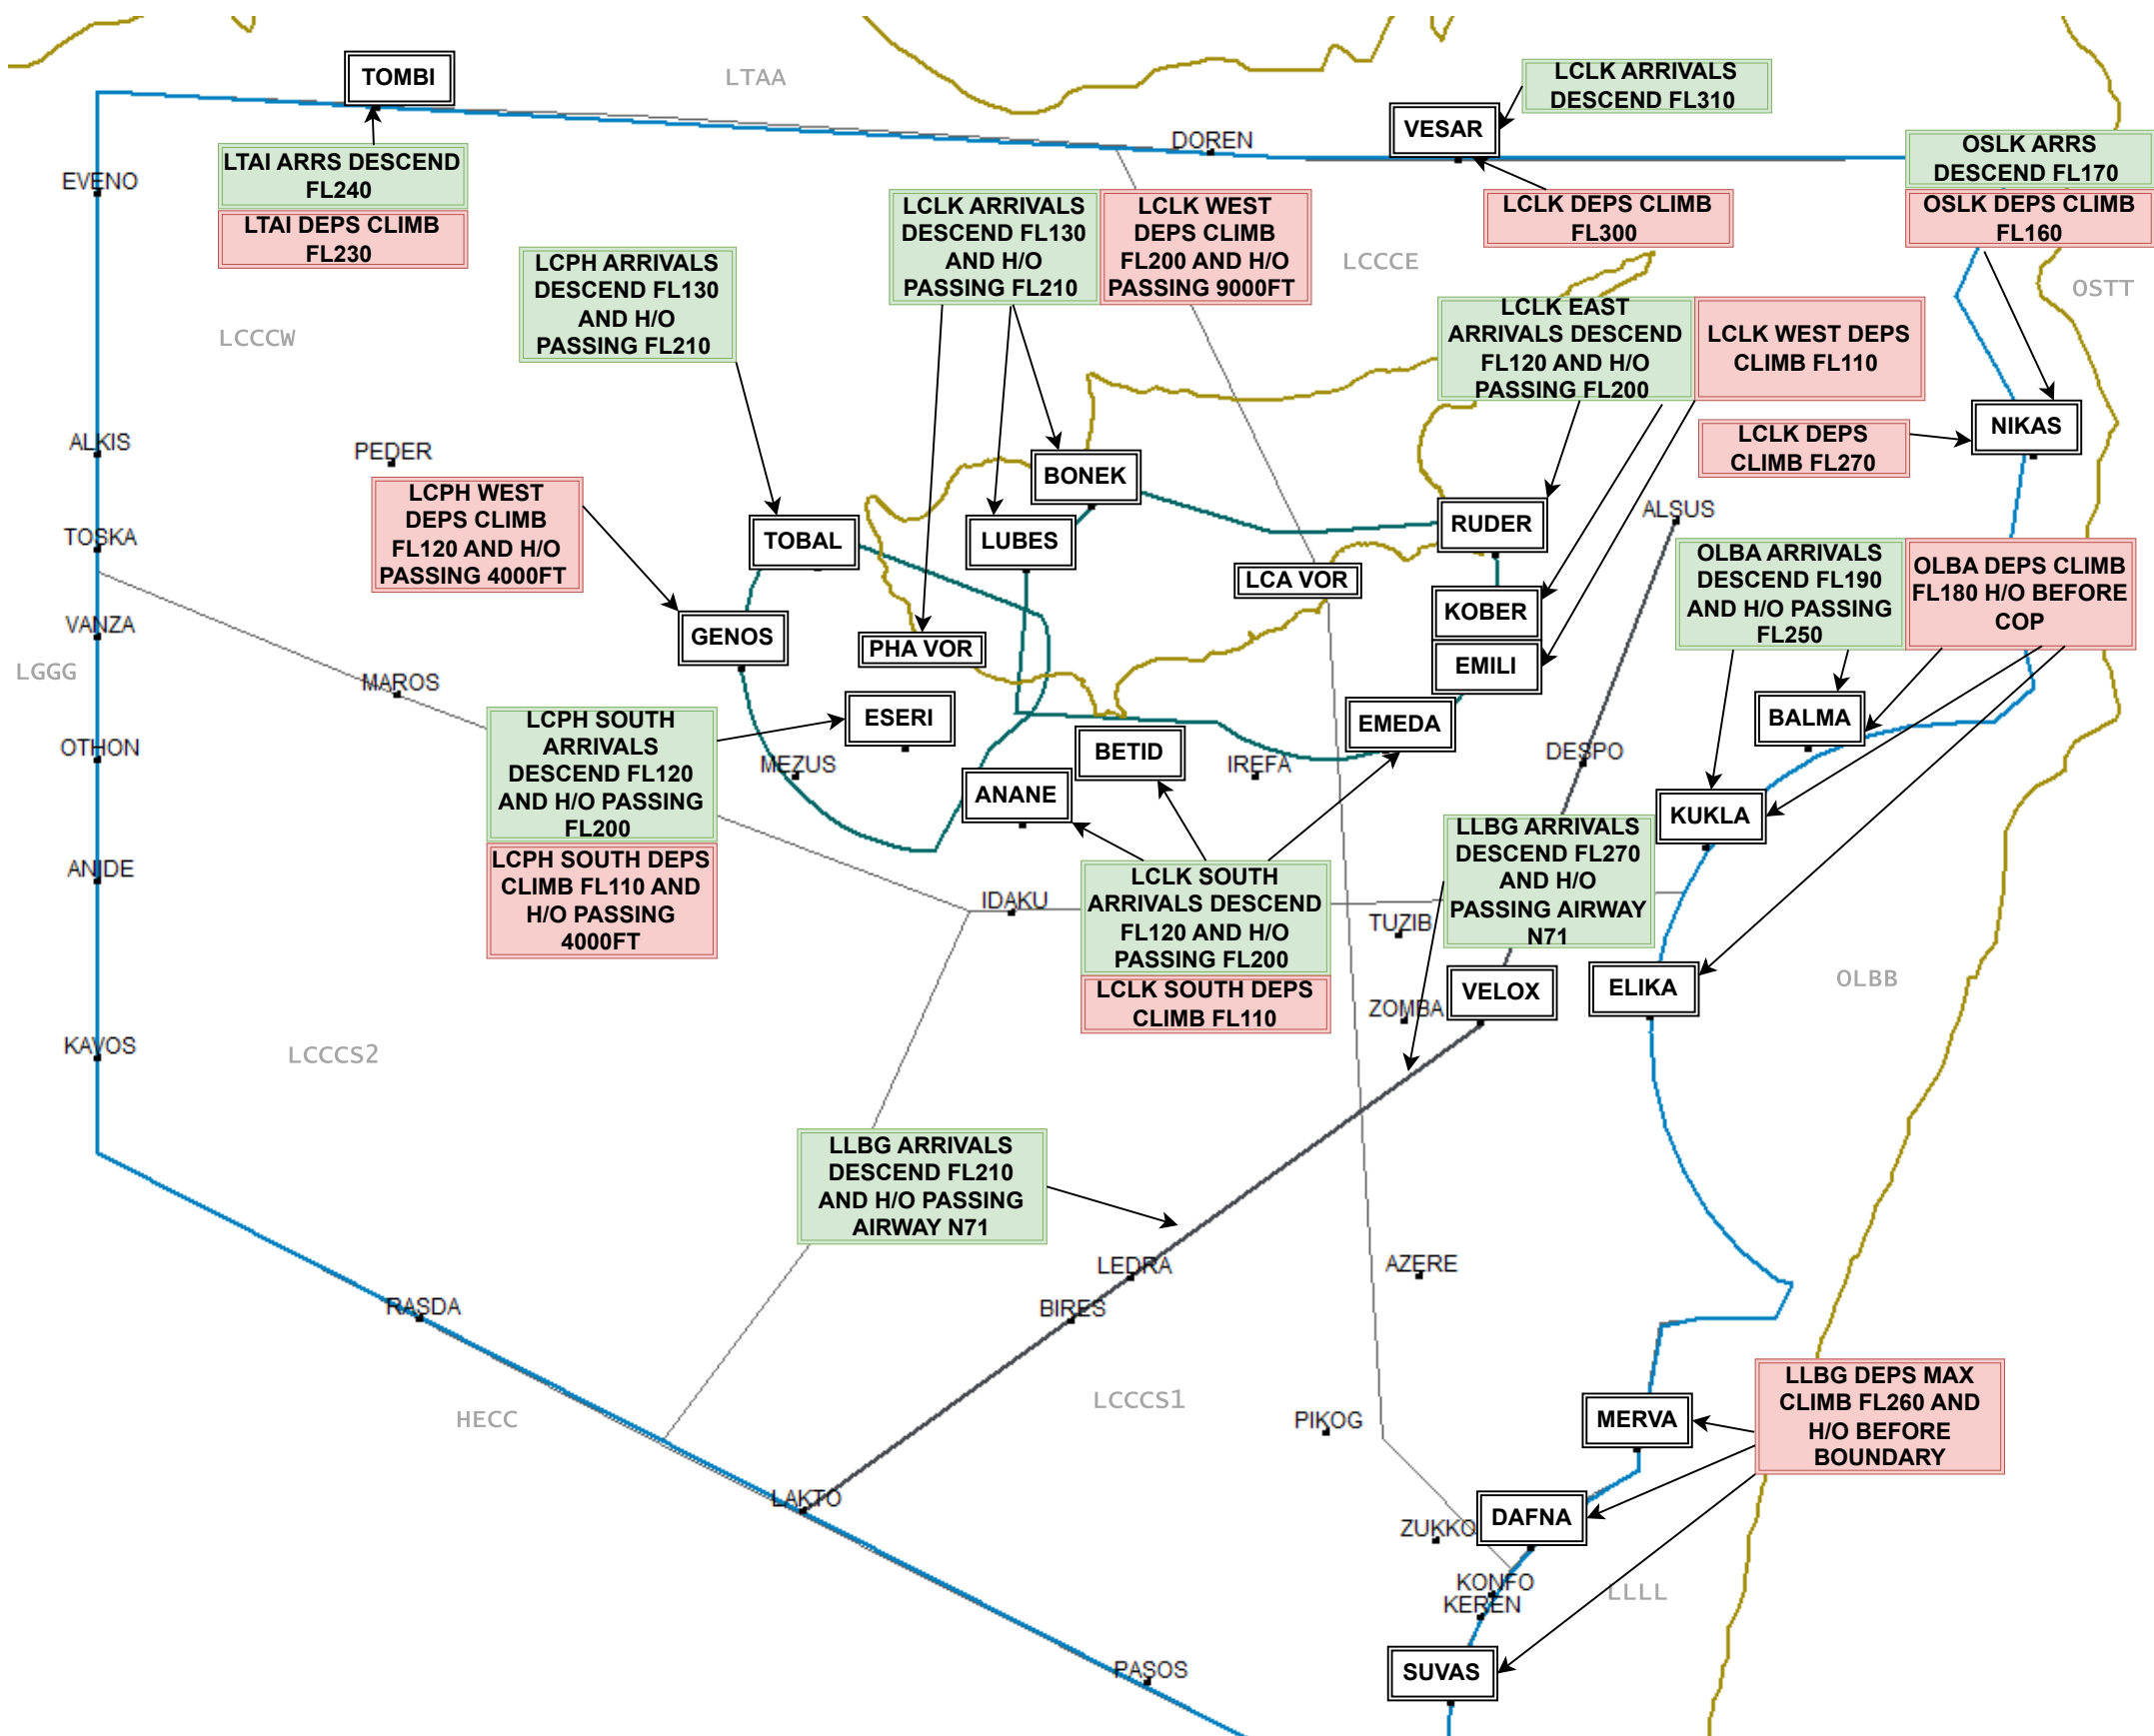 TOMBI
LTAA
LCLK ARRIVALS
DESCEND FL310
VESAR
DOREN
LTAI ARRS DESCEND
FL240
LTAI DEPS CLIMB
FL230
EVENO
OSLK ARRS
DESCEND FL170
OSLK DEPS CLIMB
FL160
LCLK ARRIVALS
DESCEND FL130
AND H/O
PASSING FL210
LCLK WEST
DEPS CLIMB
FL200 AND H/O
PASSING 9000FT
LCLK DEPS CLIMB
FL300
LCCCE
OSTT
LCPH ARRIVALS
DESCEND FL130
AND H/O
PASSING FL210
LCCCW
LCLK EAST
ARRIVALS DESCEND
FL120 AND H/O
PASSING FL200
LCLK WEST DEPS
CLIMB FL110
NIKAS
LCLK DEPS
CLIMB FL270
ALKIS
PEDER
BONEK
LCPH WEST
DEPS CLIMB
FL120 AND H/O
PASSING 4000FT
TOSKA
TOBAL
LUBES
RUDER
ALSUS
LCA VOR
OLBA ARRIVALS
DESCEND FL190
AND H/O PASSING
FL250
OLBA DEPS CLIMB
FL180 H/O BEFORE
COP
KOBER
VANZA
GENOS
PHA VOR
EMILI
LGGG
MAROS
ESERI
EMEDA
BALMA
LCPH SOUTH
ARRIVALS
DESCEND FL120
AND H/O PASSING
FL200
LCPH SOUTH DEPS
CLIMB FL110 AND
H/O PASSING
4000FT
OTHON
MEZUS
BETID
IREFA
DESPO
ANANE
KUKLA
ANIDE
IDAKU
LCLK SOUTH
ARRIVALS DESCEND
FL120 AND H/O
PASSING FL200
LCLK SOUTH DEPS
CLIMB FL110
LLBG ARRIVALS
DESCEND FL270
AND H/O
PASSING AIRWAY
N71
TUZIB
VELOX
ELIKA
OLBB
ZOMBA
KAVOS
LCCCS2
LLBG ARRIVALS
DESCEND FL210
AND H/O PASSING
AIRWAY N71
LEDRA
AZERE
BIRES
RASDA
HECC
LCCCS1
PIKOG
MERVA
LLBG DEPS MAX
CLIMB FL260 AND
H/O BEFORE
BOUNDARY
LAKTO
ZUKKO
DAFNA
KONFO
KEREN
LLLL
PASOS
SUVAS